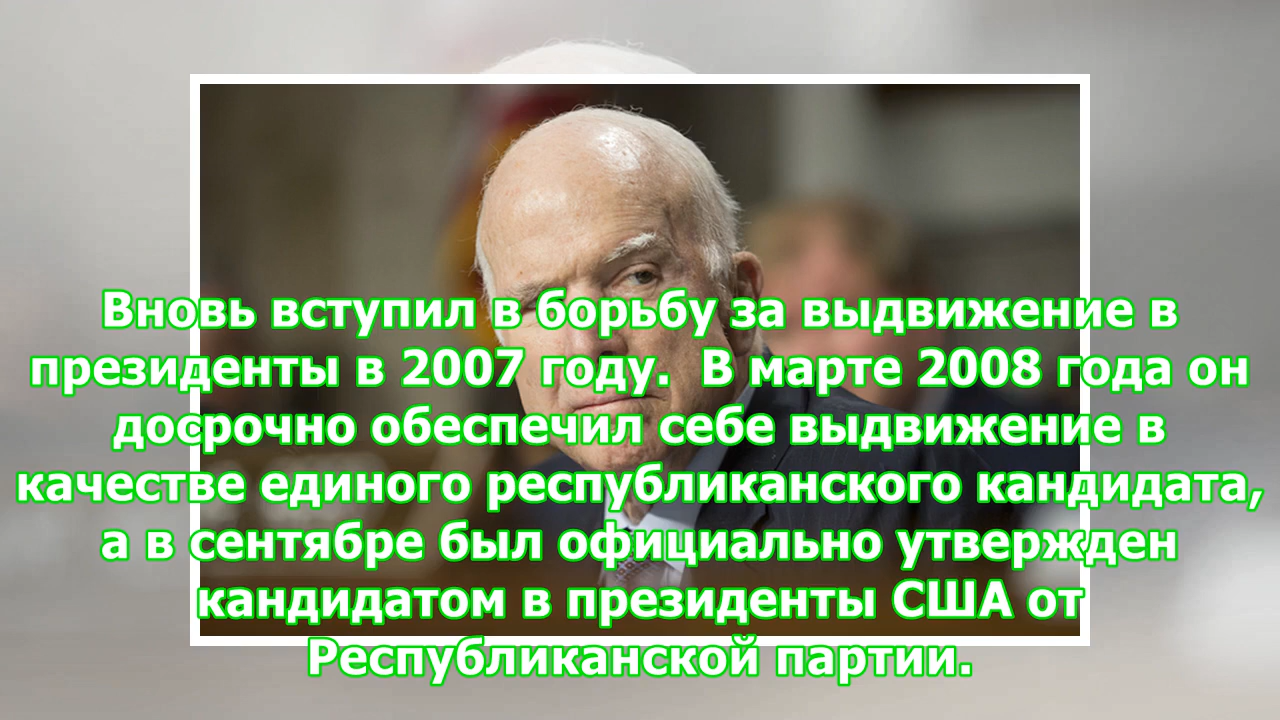 Вновь вступил в борьбу за выдвижение в
президенты в 2007 году.  В марте 2008 года он
досрочно обеспечил себе выдвижение в
качестве единого республиканского кандидата,
а в сентябре был официально утвержден
кандидатом в президенты США от
Республиканской партии.